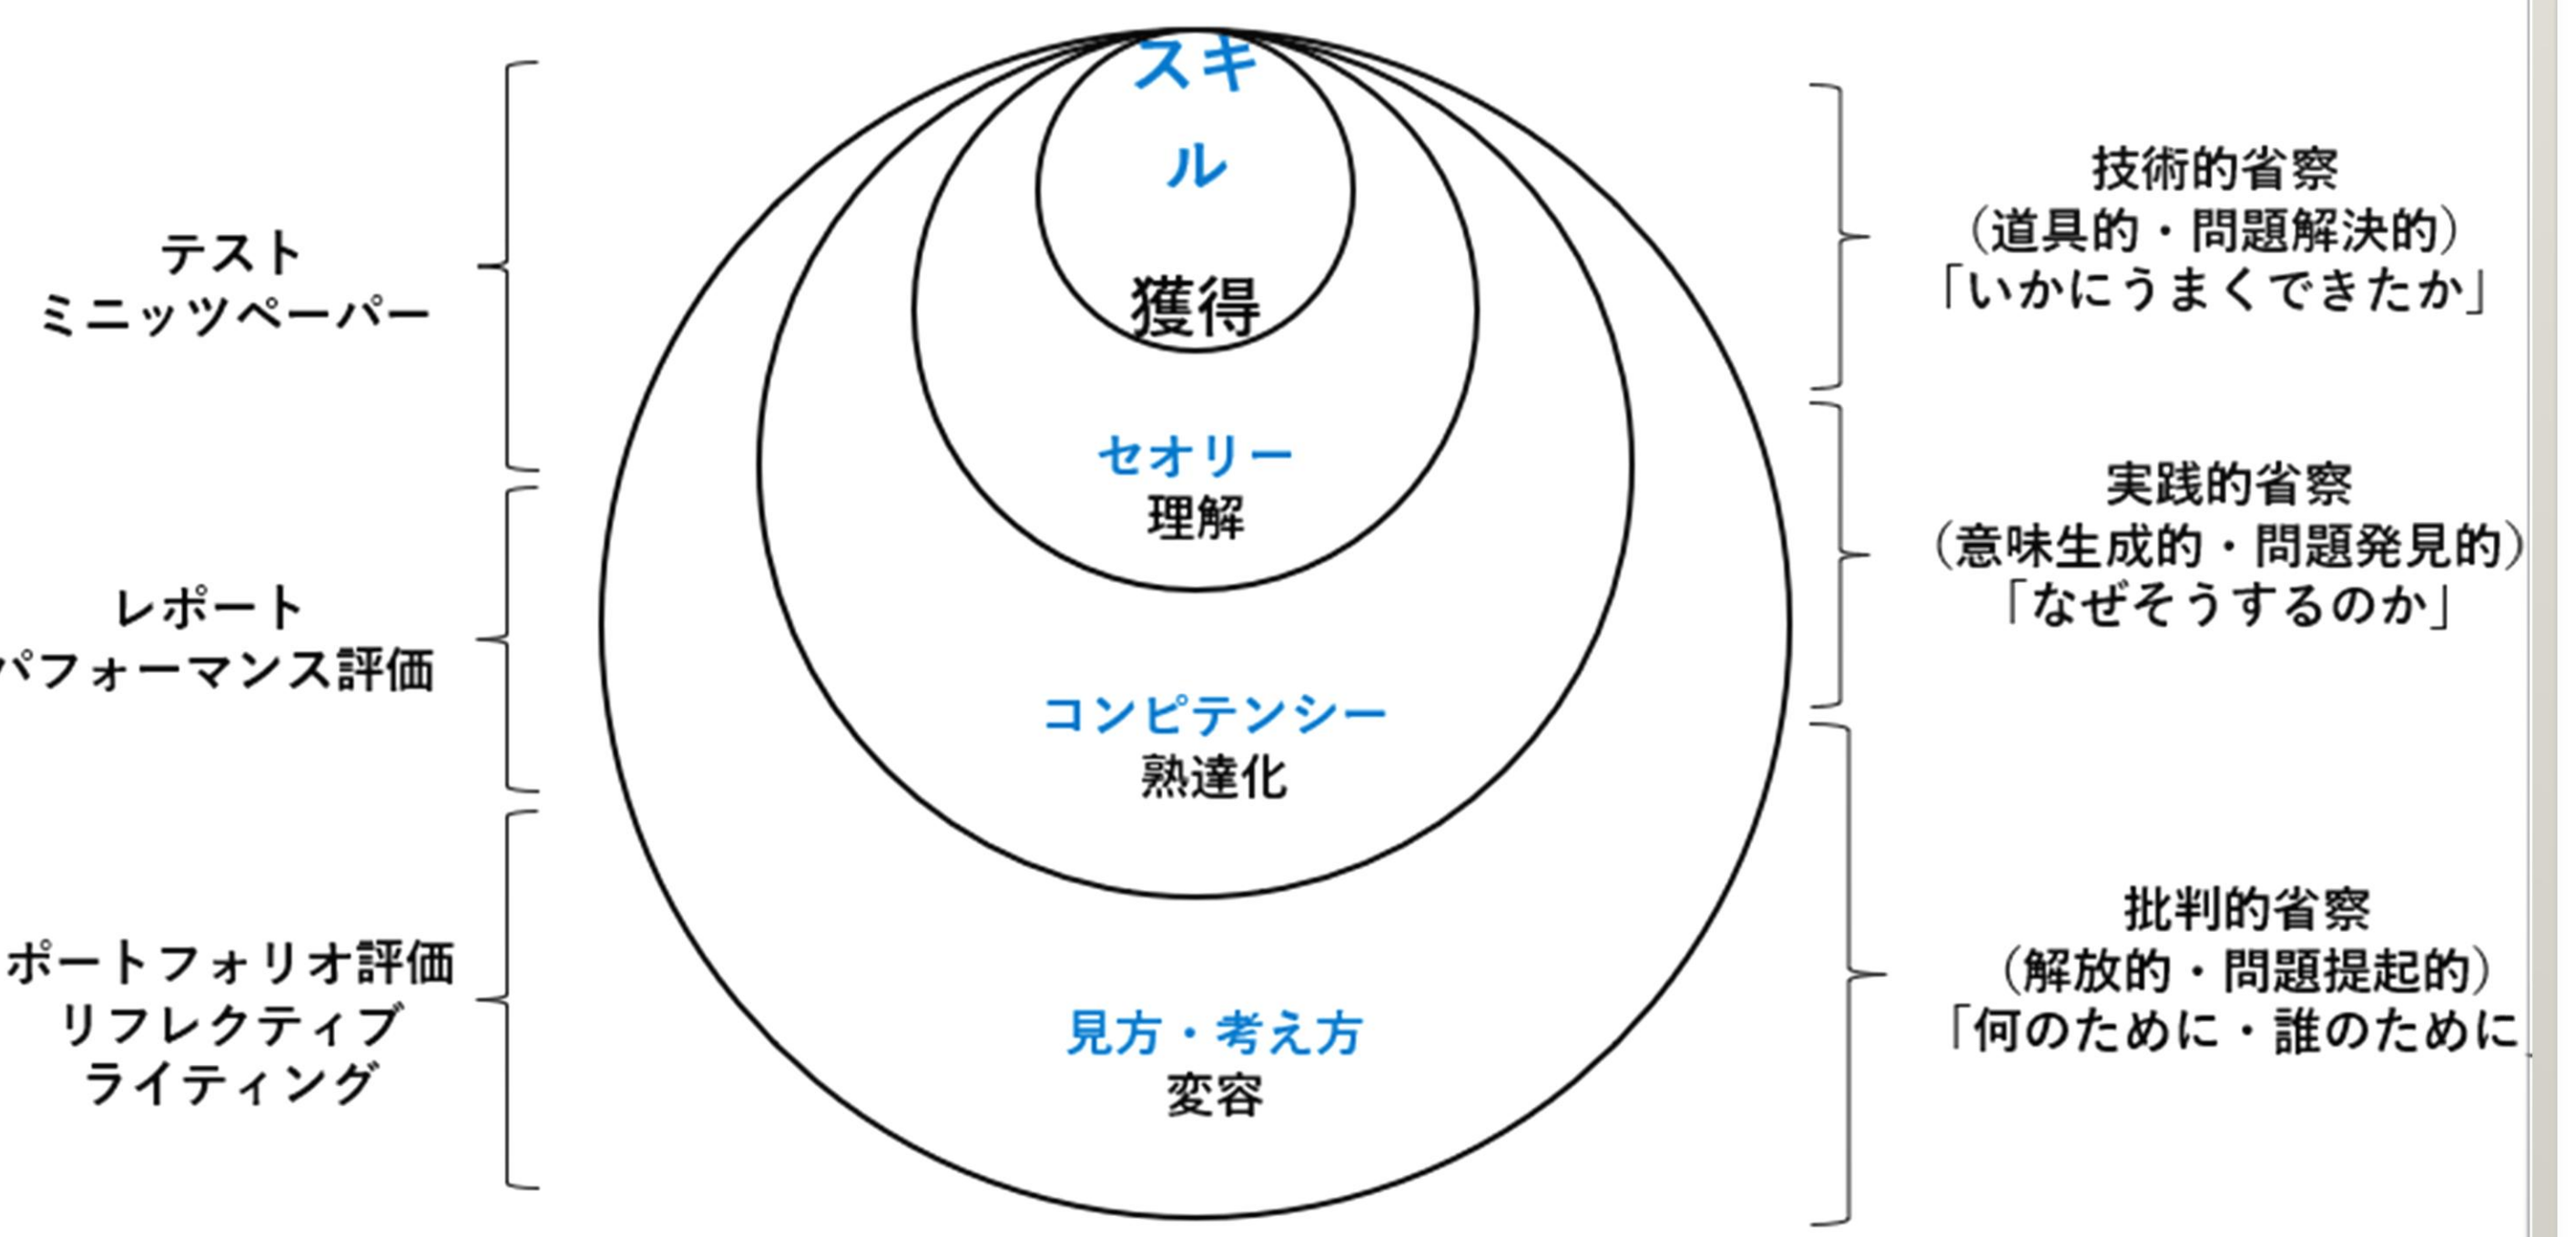 テスト
ミニッツペーパー
レポート
パフォーマンス評価
ポートフォリオ評価
リフレクティブ
ライティング
スキ
ル
獲得
セオリー
理解
コンピテンシー
熟達化
見方・考え方
変容
技術的省察
（道具的・問題解決的）
「いかにうまくできたか」
実践的省察
（意味生成的・問題発見的）
「なぜそうするのか」
批判的省察
（解放的・問題提起的）
「何のために・誰のために